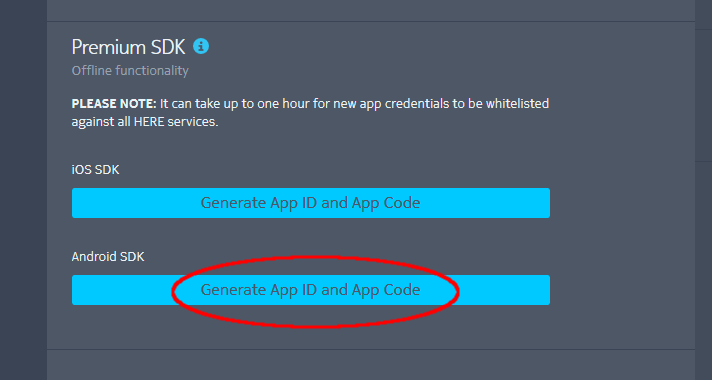 Premium SDK
Offline functionality
PLEASE NOTE: It can take up to one hour for new app credentials to be whitelisted
against all HERE services.
iOS SDK
Generate App ID and App Code
Android SDK
Generate App ID and App Code